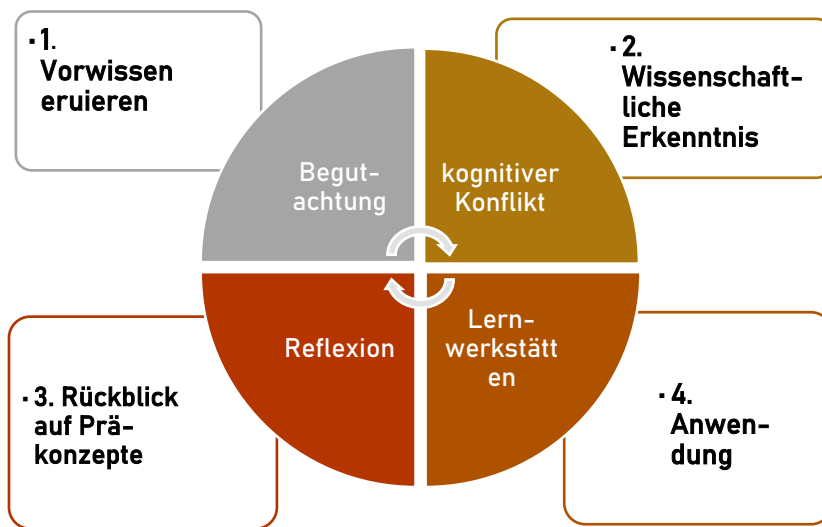 · 1.
Vorwissen
eruieren
· 2.
Wissenschaft-
liche
Erkenntnis
Begut-
achtung
kognitiver
Konflikt
Reflexion
Lern-
werkstätt
en
· 3. Rückblick
auf Prä-
konzepte
· 4.
Anwen-
dung